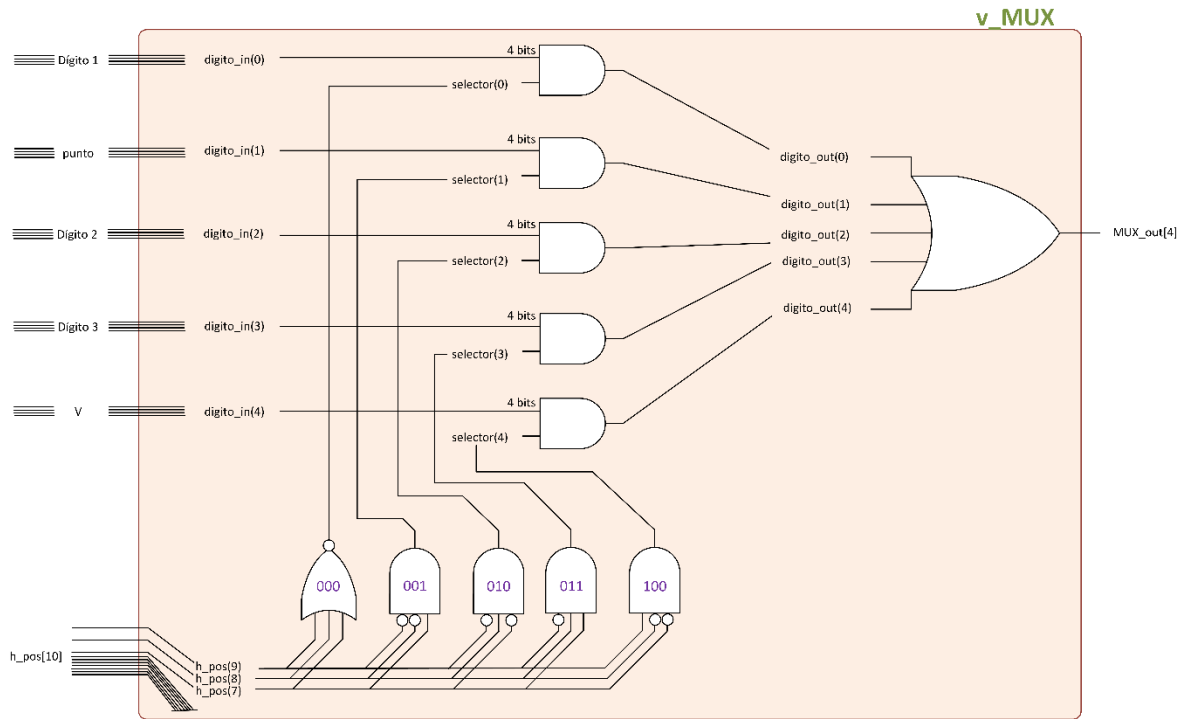 v_MUX
Dígito 1
digito_in(0)
4 bits
selector(0)
punto
digito_in(1)
4 bits
selector(1)
digito_out(0)
digito_out(1)
Dígito 2
digito_in(2)
4 bits
selector(2)
digito_out(2)
digito_out(3)
MUX_out[4]
Dígito 3
digito_in(3)
4 bits
selector(3)
digito_out(4)
V
digito_in(4)
4 bits
selector(4)
000
001
010
011
100
h_pos[10]
h_pos(9)
h_pos(8)
h_pos(7)